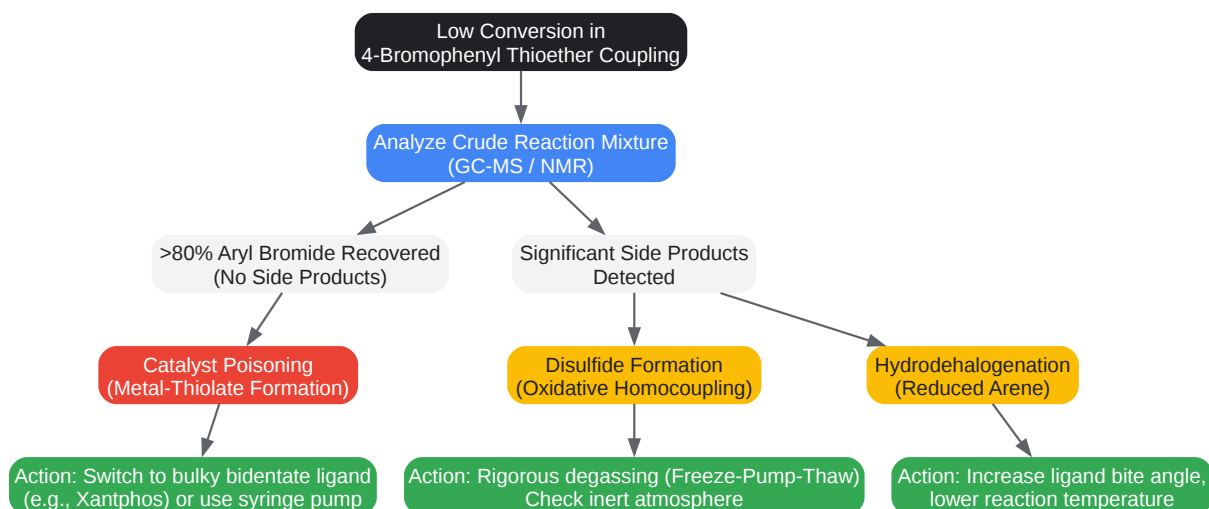 Low Conversion in
4-Bromophenyl Thioether Coupling
Analyze Crude Reaction Mixture
(GC-MS / NMR)
>80% Aryl Bromide Recovered
(No Side Products)
Significant Side Products
Detected
Catalyst Poisoning
(Metal-Thiolate Formation)
Disulfide Formation
(Oxidative Homocoupling)
Hydrodehalogenation
(Reduced Arene)
Action: Switch to bulky bidentate ligand
(e.g., Xantphos) or use syringe pump
Action: Rigorous degassing (Freeze-Pump-Thaw)
Check inert atmosphere
Action: Increase ligand bite angle,
lower reaction temperature